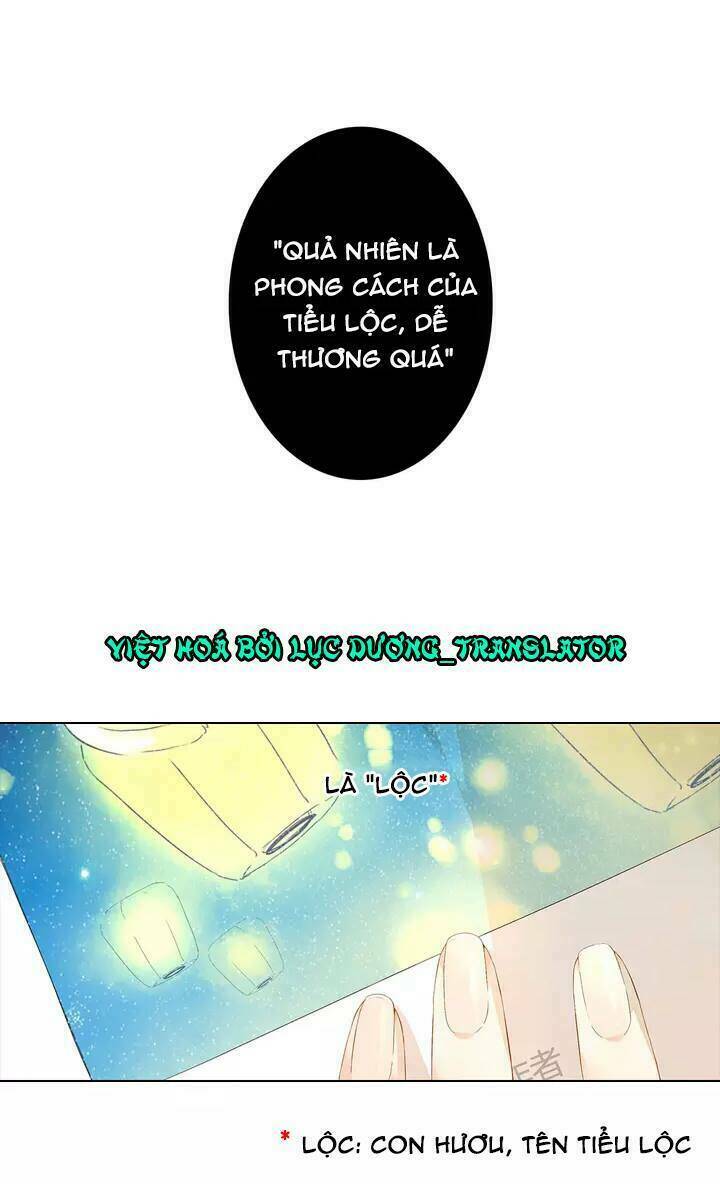 "QUẢ NHIÊN LÀ
PHONG CÁCH CỦA
TIỂU LỘC, DỄ
THƯƠNG QUÁ"
VIỆT HOÁ BỞI LỤC DƯƠNG_TRANSLATOR
LÀ "LỘC"*
者
* LỘC: CON HƯƠU, TÊN TIỂU LỘC